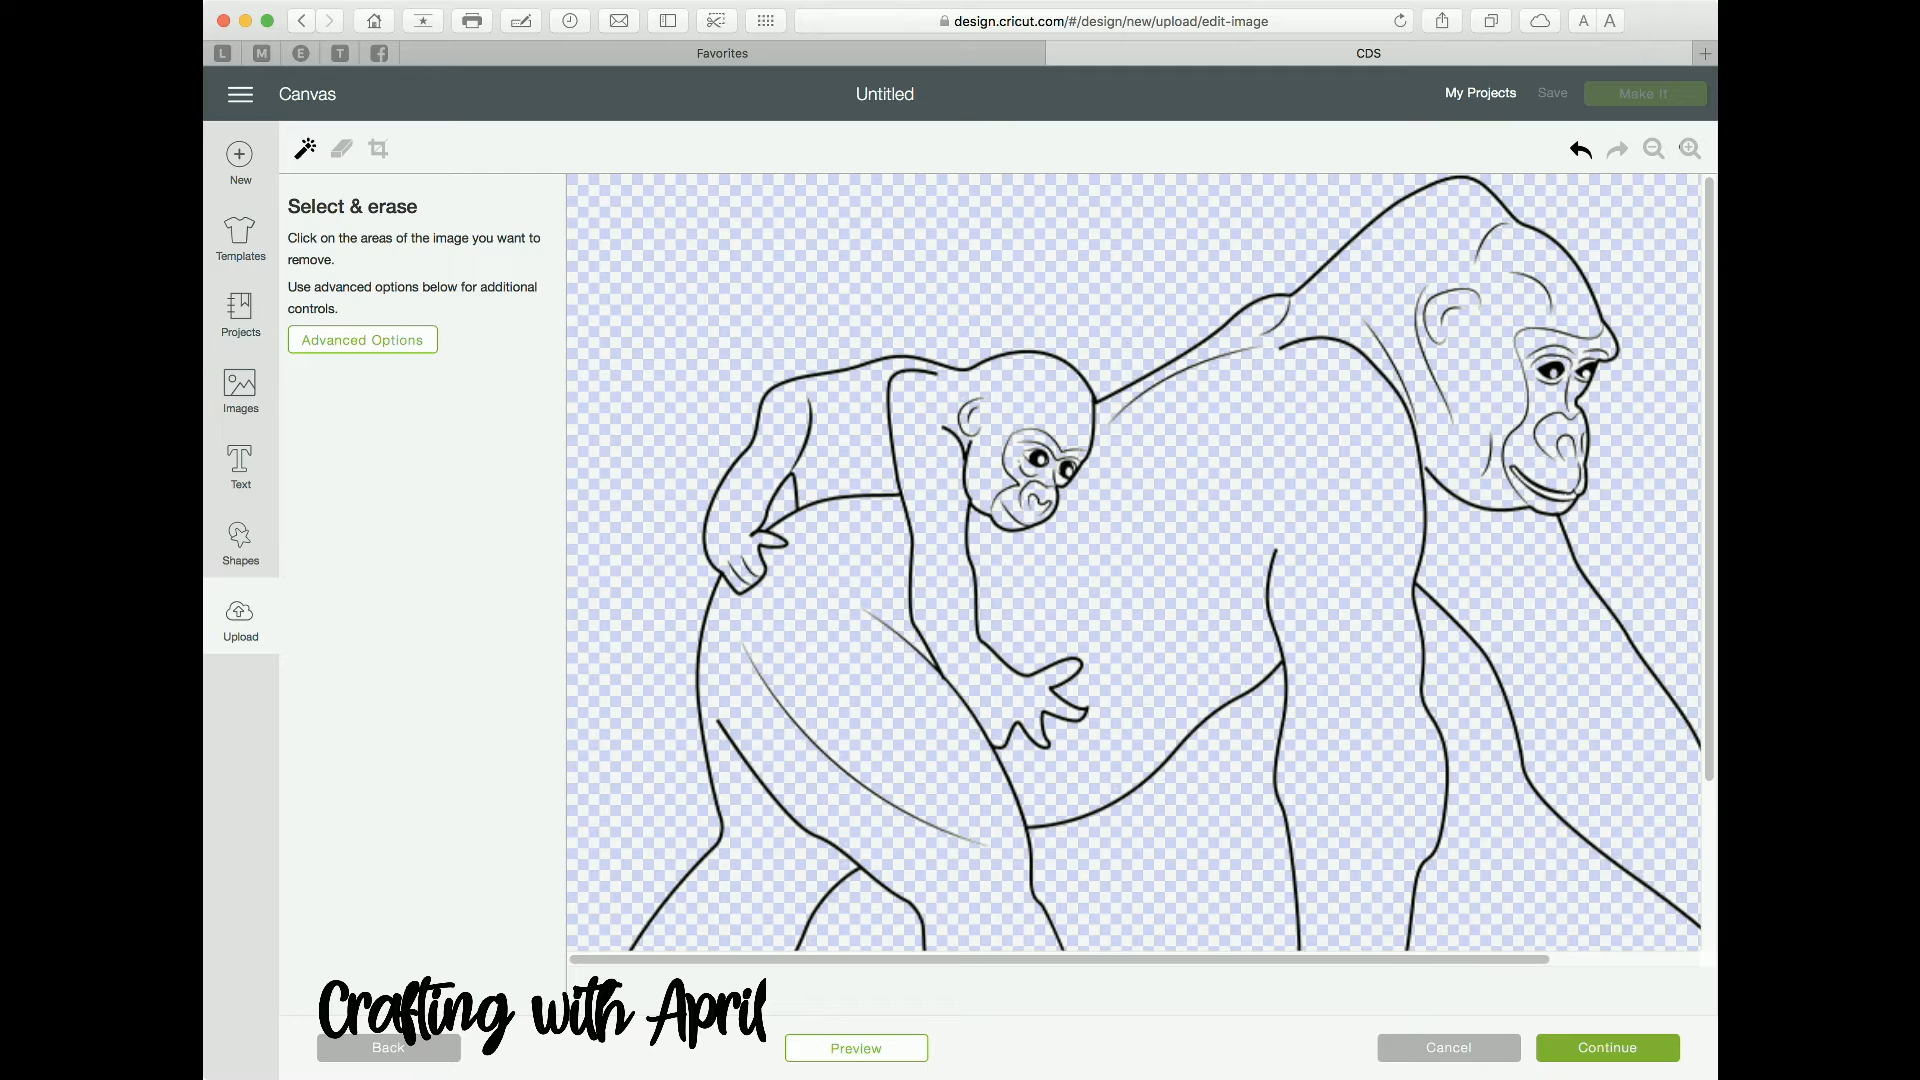 design.cricut.com/#/design/new/upload/edit-image
A A
L M E T f
Favorites
CDS
Canvas
Untitled
My Projects
Save
Make It
New
Templates
Projects
Images
Text
Shapes
Upload
Select & erase
Click on the areas of the image you want to
remove.
Use advanced options below for additional
controls.
Advanced Options
Crafting with April
Back
Preview
Cancel
Continue